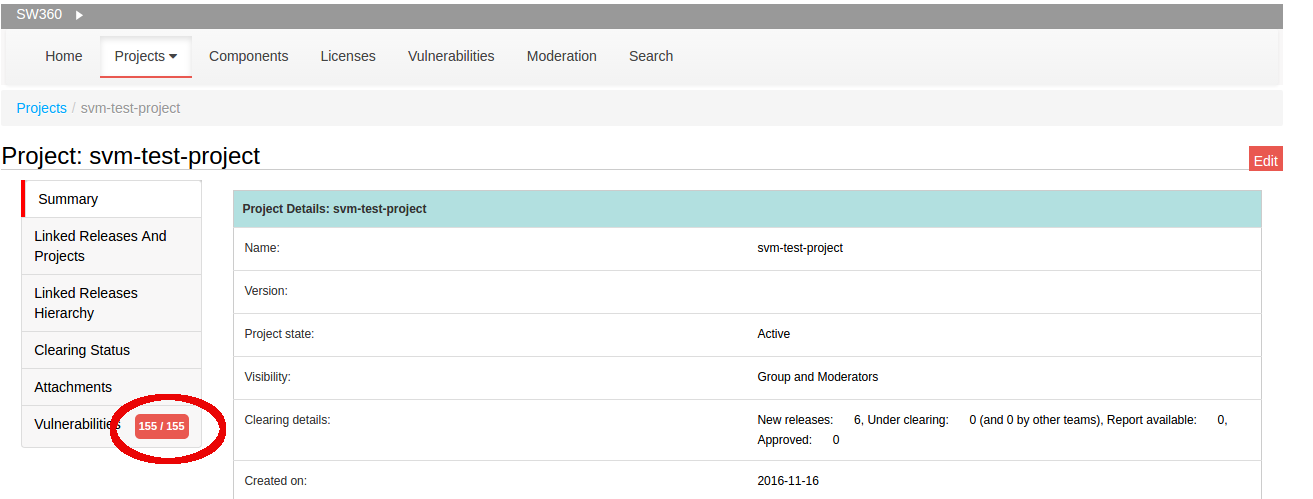 SW360
Home Projects Components Licenses Vulnerabilities Moderation Search
Projects / svm-test-project
Project: svm-test-project
Edit
Summary
Linked Releases And
Projects
Linked Releases
Hierarchy
Clearing Status
Attachments
Vulnerabilities 155 / 155
Project Details: svm-test-project
Name: svm-test-project
Version:
Project state: Active
Visibility: Group and Moderators
Clearing details: New releases: 6, Under clearing: 0 (and 0 by other teams), Report available: 0,
Approved: 0
Created on: 2016-11-16